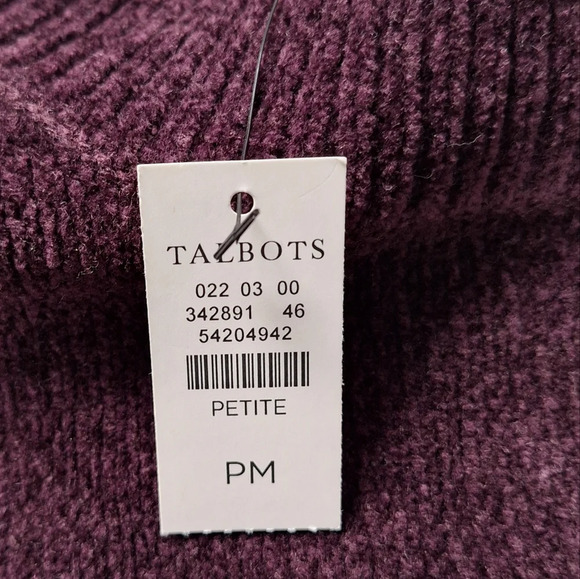 TALBOTS
022 03 00
342891 46
54204942
PETITE
PM